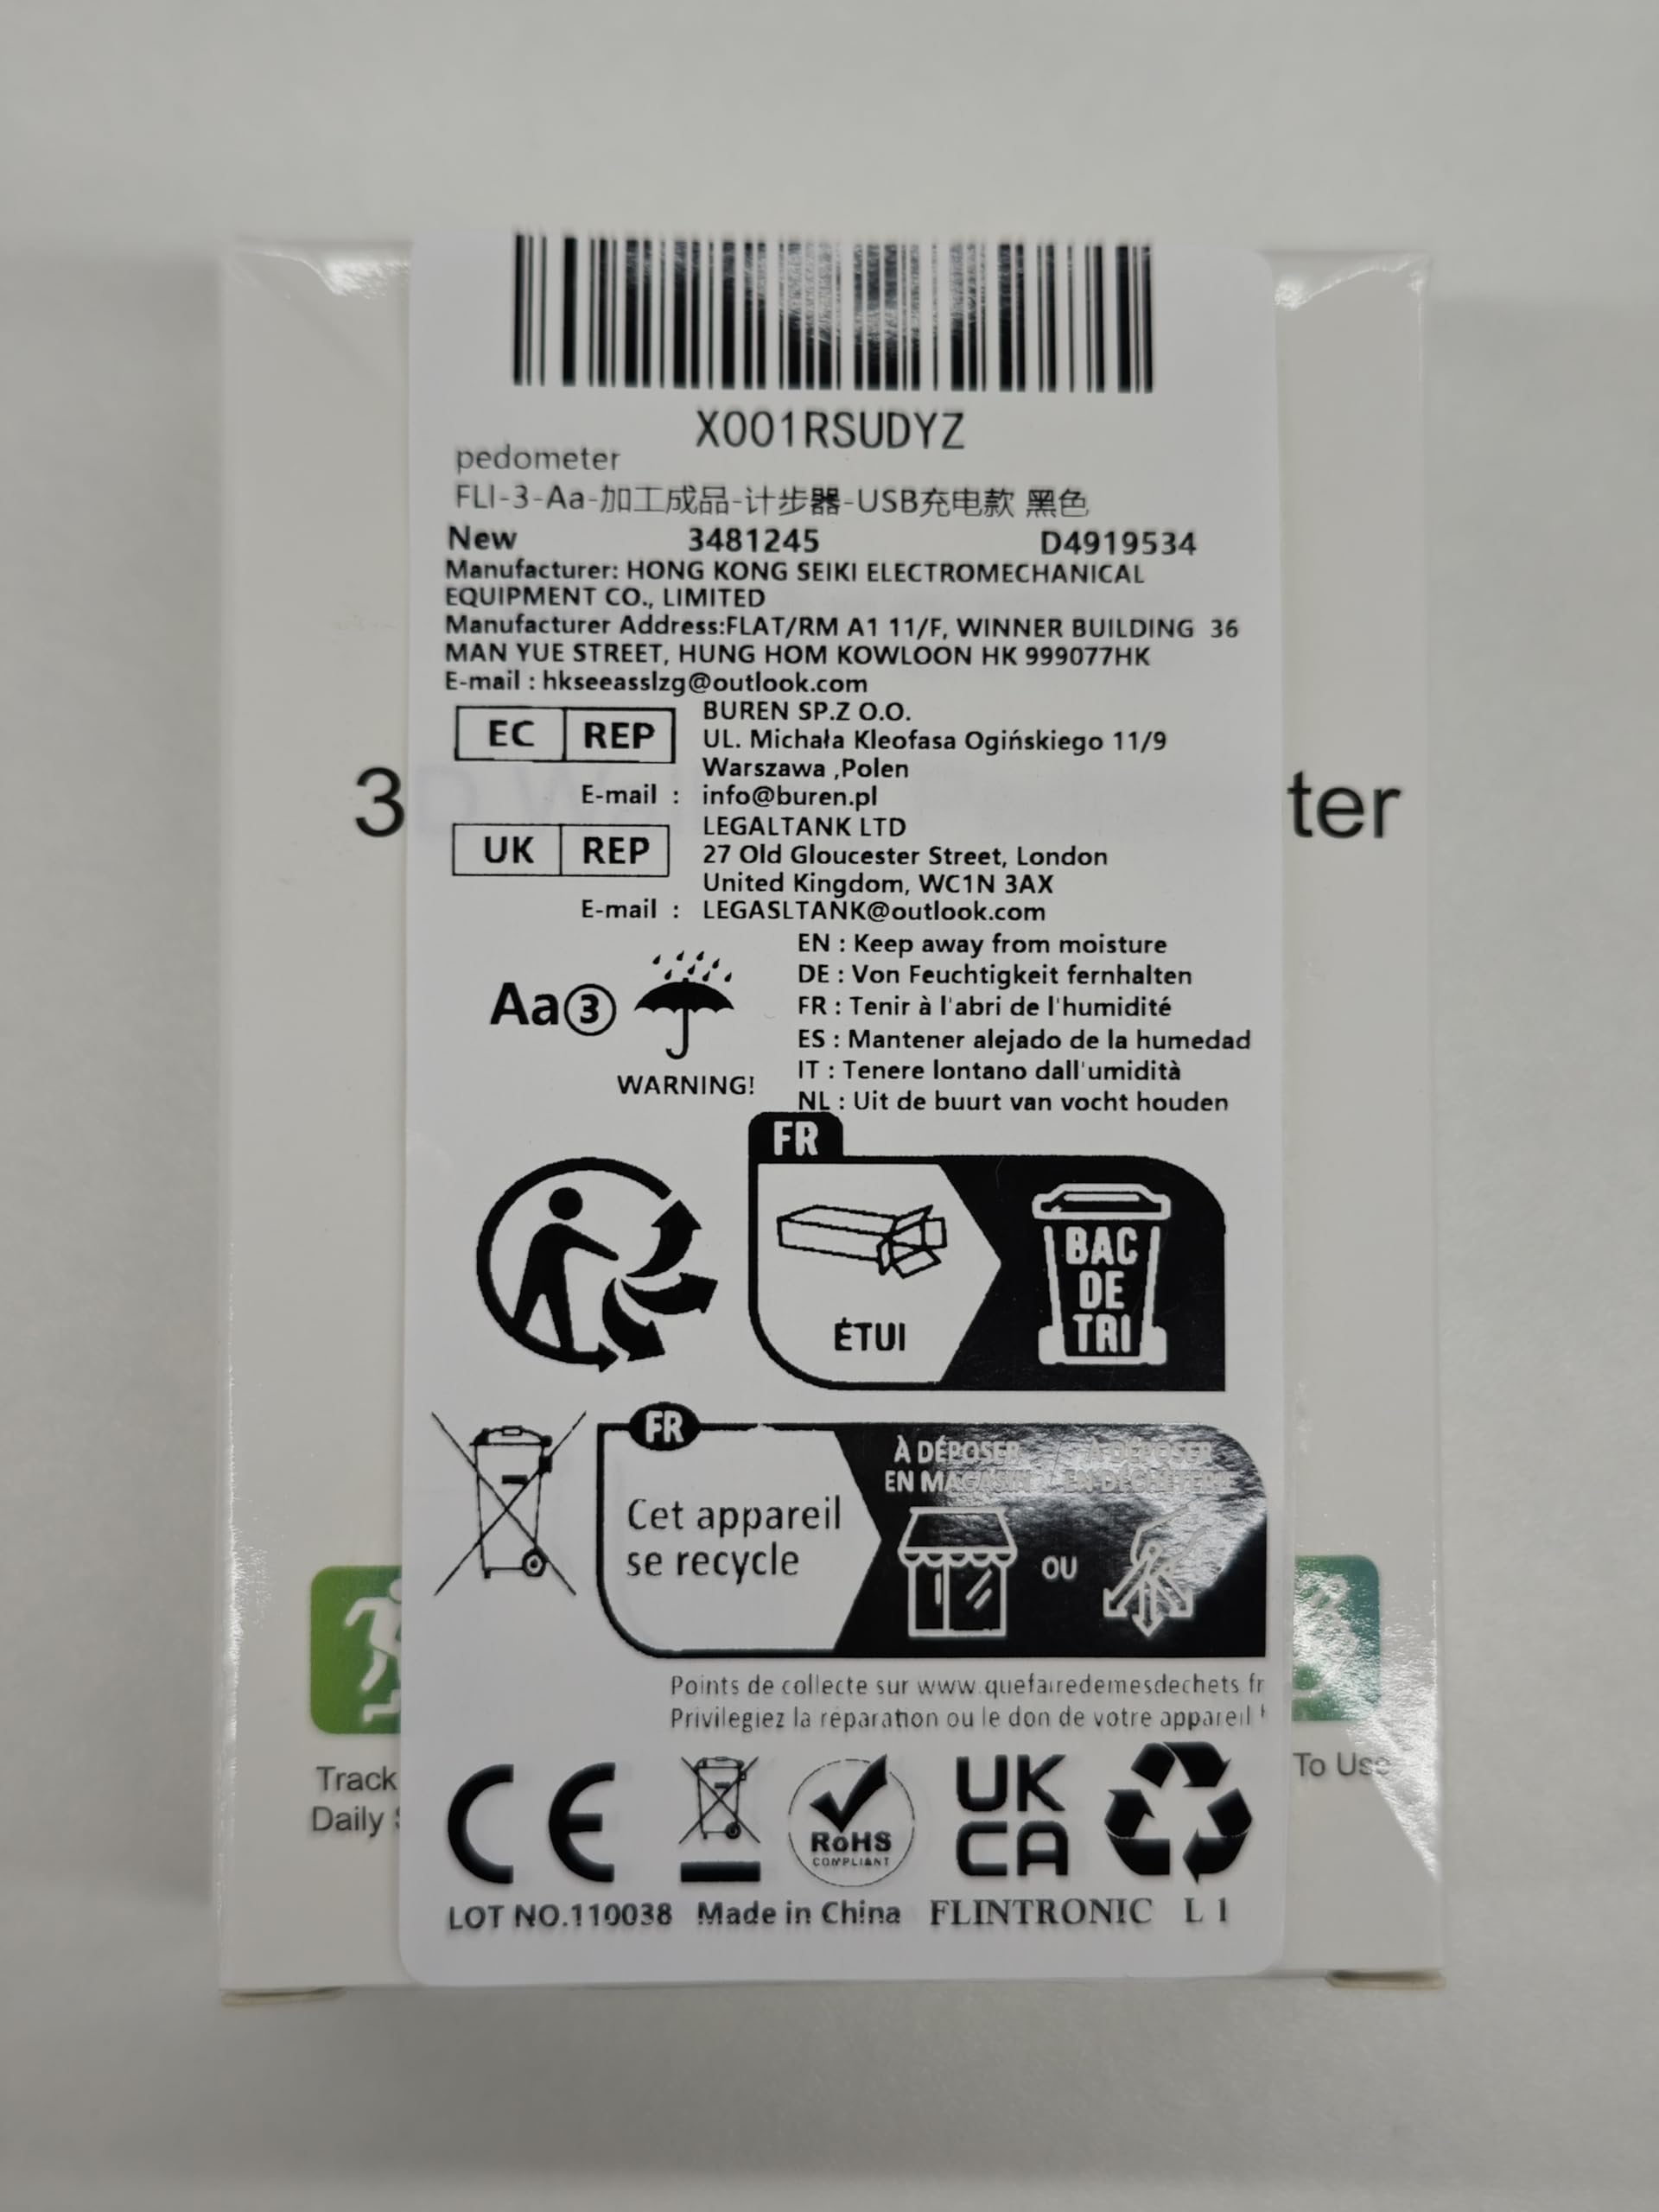 X001RSUDYZ
pedometer
FLI-3-Aa-加工成品-计步器-USB充电款 黑色
New 3481245 D4919534
Manufacturer: HONG KONG SEIKI ELECTROMECHANICAL
EQUIPMENT CO., LIMITED
Manufacturer Address:FLAT/RM A1 11/F, WINNER BUILDING 36
MAN YUE STREET, HUNG HOM KOWLOON HK 999077HK
E-mail : hkseeasslzg@outlook.com
EC REP BUREN SP.Z O.O.
UL. Michała Kleofasa Ogińskiego 11/9
Warszawa ,Polen
E-mail : info@buren.pl
UK REP LEGALTANK LTD
27 Old Gloucester Street, London
United Kingdom, WC1N 3AX
E-mail : LEGASLTANK@outlook.com
3 ter
EN : Keep away from moisture
DE : Von Feuchtigkeit fernhalten
FR : Tenir à l'abri de l'humidité
ES : Mantener alejado de la humedad
IT : Tenere lontano dall'umidità
NL : Uit de buurt van vocht houden
Aa③
WARNING!
FR
ÉTUI
BAC
DE
TRI
FR
Cet appareil
se recycle
À DÉPOSER
EN MAGASIN
OU
À DÉPOSER
EN DÉCHÈTERIE
Points de collecte sur www.quefairedemesdechets.fr
Privilegiez la reparation ou le don de votre appareil !
Track
Daily
To Use
CE
RoHS
COMPLIANT
UK
CA
LOT NO.110038 Made in China FLINTRONIC L 1